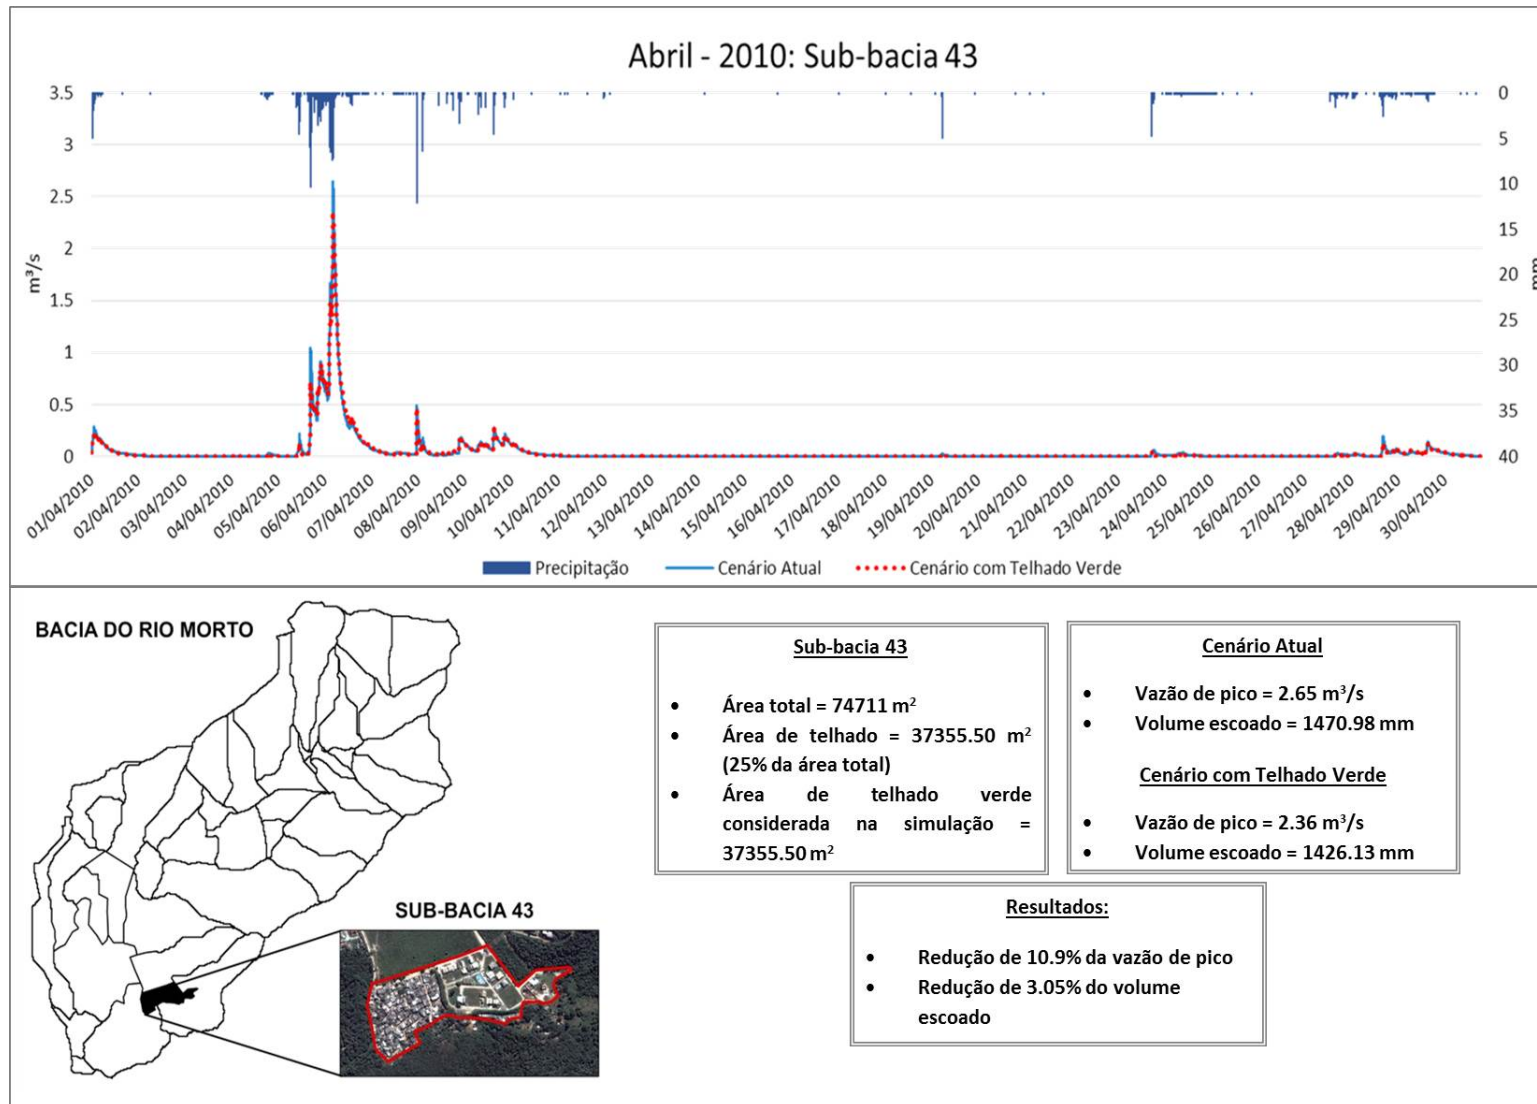 Abril - 2010: Sub-bacia 43
3.5
3
2.5
2
1.5
1
0.5
0
m³/s
0
5
10
15
20
25
30
35
40
mm
01/04/2010
02/04/2010
03/04/2010
04/04/2010
05/04/2010
06/04/2010
07/04/2010
08/04/2010
09/04/2010
10/04/2010
11/04/2010
12/04/2010
13/04/2010
14/04/2010
15/04/2010
16/04/2010
17/04/2010
18/04/2010
19/04/2010
20/04/2010
21/04/2010
22/04/2010
23/04/2010
24/04/2010
25/04/2010
26/04/2010
27/04/2010
28/04/2010
29/04/2010
30/04/2010
Precipitação
Cenário Atual
Cenário com Telhado Verde
BACIA DO RIO MORTO
SUB-BACIA 43
Sub-bacia 43
• Área total = 74711 m²
• Área de telhado = 37355.50 m²
(25% da área total)
• Área de telhado verde
considerada na simulação =
37355.50 m²
Cenário Atual
• Vazão de pico = 2.65 m³/s
• Volume escoado = 1470.98 mm
Cenário com Telhado Verde
• Vazão de pico = 2.36 m³/s
• Volume escoado = 1426.13 mm
Resultados:
• Redução de 10.9% da vazão de pico
• Redução de 3.05% do volume
escoado